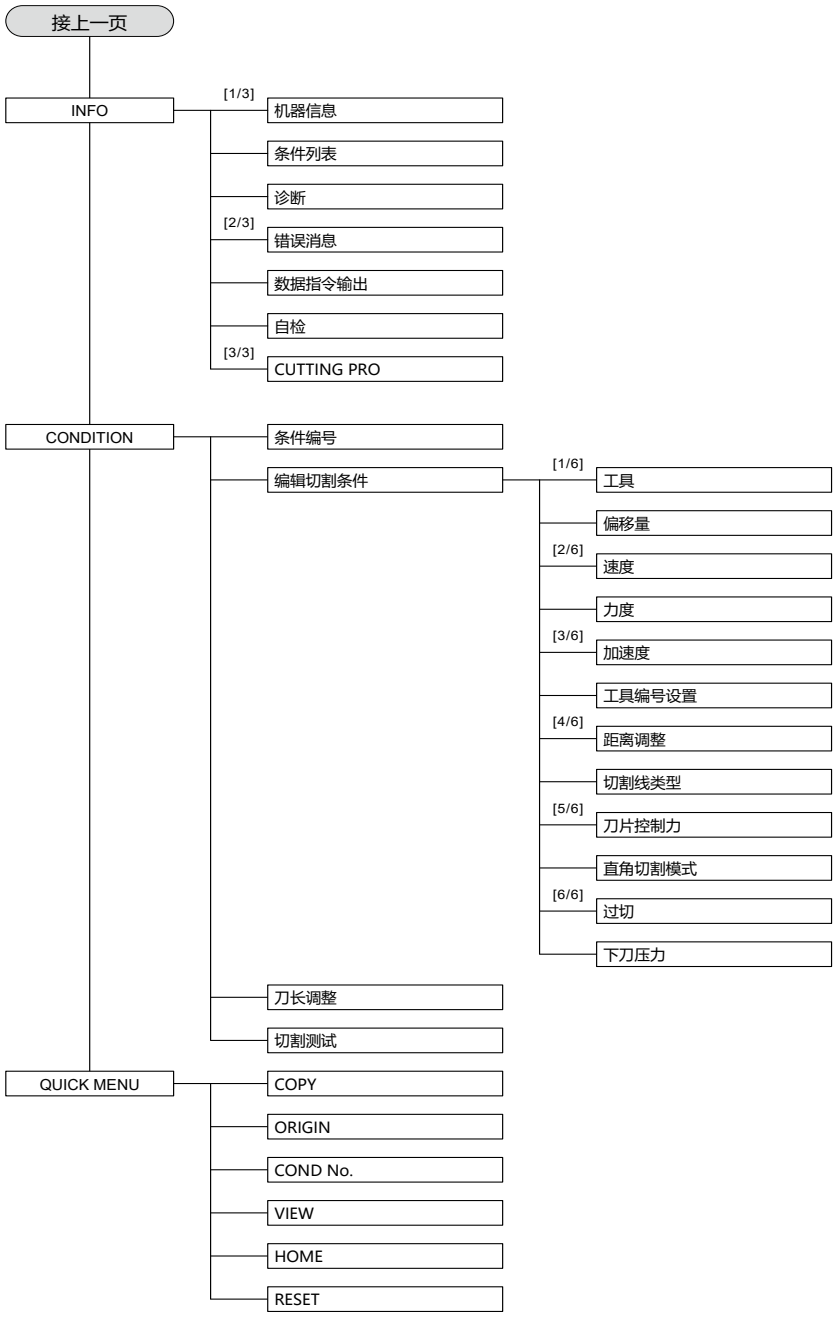 接上一页
INFO
[1/3]
机器信息
条件列表
诊断
[2/3]
错误消息
数据指令输出
自检
[3/3]
CUTTING PRO
CONDITION
条件编号
编辑切割条件
[1/6]
工具
偏移量
[2/6]
速度
力度
[3/6]
加速度
工具编号设置
[4/6]
距离调整
切割线类型
[5/6]
刀片控制力
直角切割模式
[6/6]
过切
下刀压力
刀长调整
切割测试
QUICK MENU
COPY
ORIGIN
COND No.
VIEW
HOME
RESET